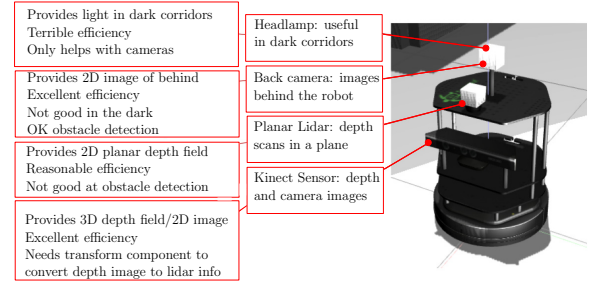 Provides light in dark corridors
Terrible efficiency
Only helps with cameras
Headlamp: useful
in dark corridors
Provides 2D image of behind
Excellent efficiency
Not good in the dark
OK obstacle detection
Back camera: images
behind the robot
Provides 2D planar depth field
Reasonable efficiency
Not good at obstacle detection
Planar Lidar: depth
scans in a plane
Provides 3D depth field/2D image
Excellent efficiency
Needs transform component to
convert depth image to lidar info
Kinect Sensor: depth
and camera images